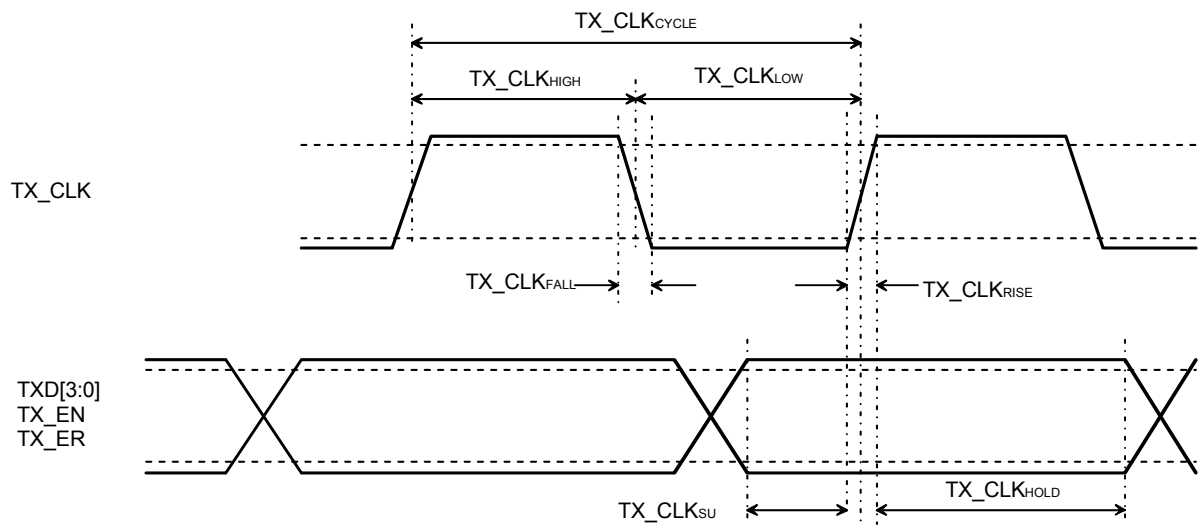 TX_CLKCYCLE
TX_CLKHIGH
TX_CLKLOW
TX_CLK
TX_CLKFALL
TX_CLKRISE
TXD[3:0]
TX_EN
TX_ER
TX_CLKSU
TX_CLKHOLD